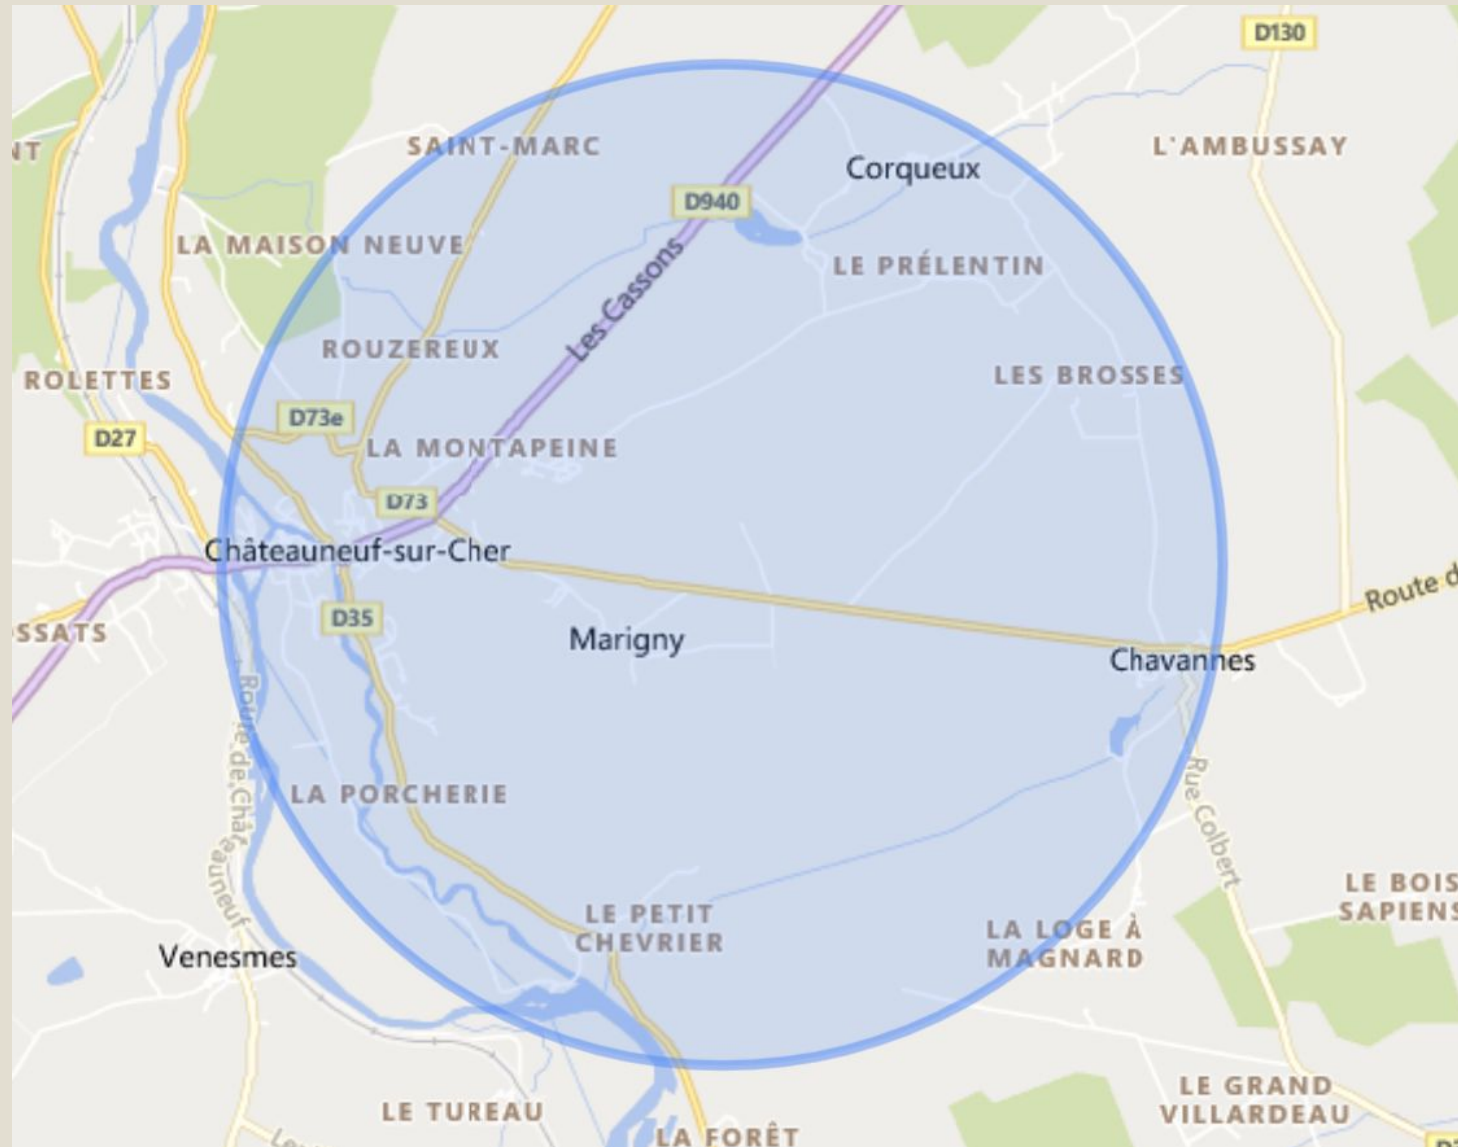 D130
NT
SAINT-MARC
L'AMBUSSAY
Corqueux
D940
LA MAISON NEUVE
LE PRÉLENTIN
Les Cassons
ROUZEREUX
ROLETTES
LES BROSSES
D73e
D27
LA MONTAPEINE
D73
Châteauneuf-sur-Cher
Route d
D35
OSSATS
Marigny
Chavannes
Route de Châteauneuf
LA PORCHERIE
Rue Colbert
LE BOIS
SAPIENS
LE PETIT
CHEVRIER
LA LOGE À
MAGNARD
Venesmes
LE GRAND
VILLARDEAU
LE TUREAU
LA FORÊT